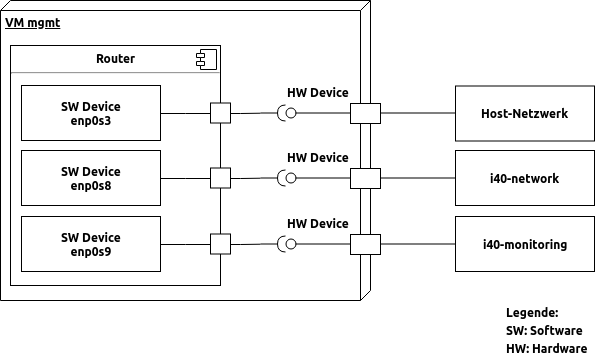 VM mgmt
Router
HW Device
SW Device
enp0s3
Host-Netzwerk
HW Device
SW Device
enp0s8
i40-network
HW Device
SW Device
enp0s9
i40-monitoring
Legende:
SW: Software
HW: Hardware